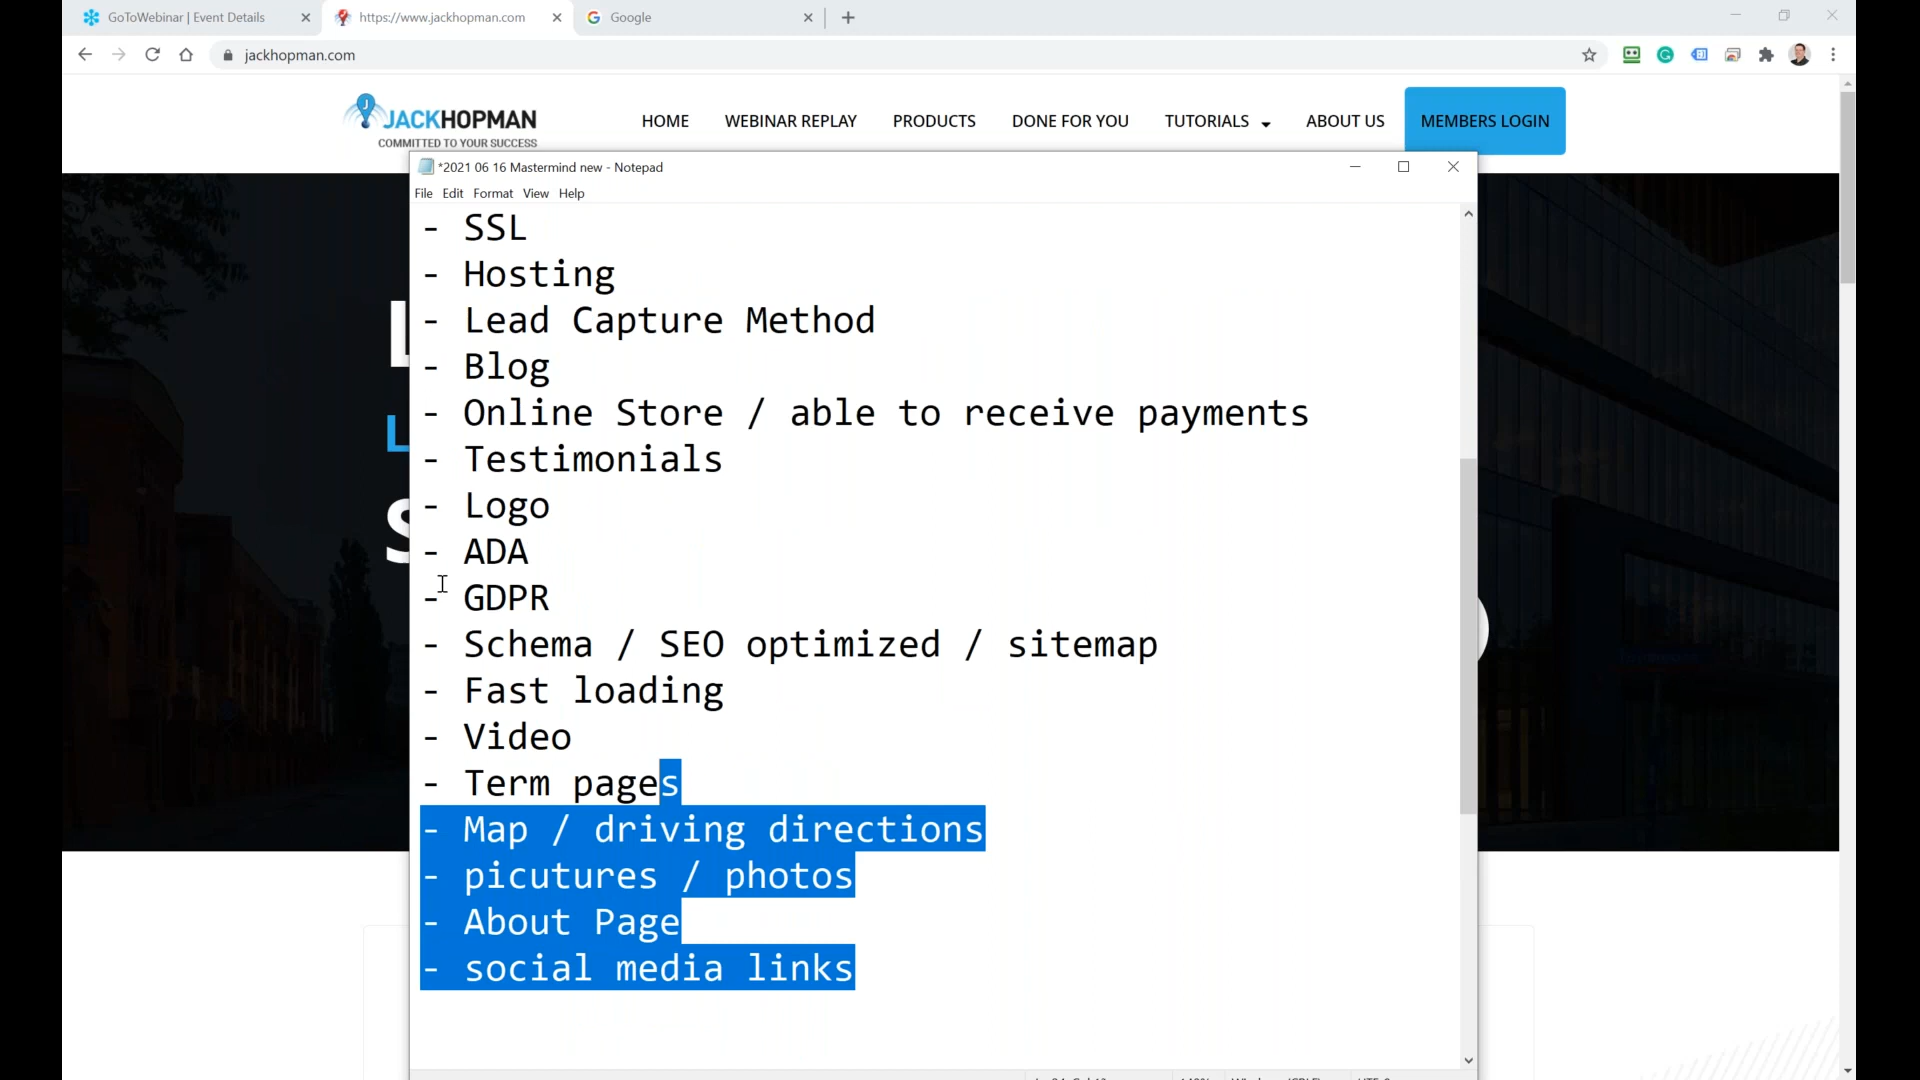 GoToWebinar | Event Details
https://www.jackhopman.com
Google
jackhopman.com
JACKHOPMAN
COMMITTED TO YOUR SUCCESS
HOME
WEBINAR REPLAY
PRODUCTS
DONE FOR YOU
TUTORIALS
ABOUT US
MEMBERS LOGIN
*2021 06 16 Mastermind new - Notepad
File Edit Format View Help
- SSL
- Hosting
- Lead Capture Method
- Blog
- Online Store / able to receive payments
- Testimonials
- Logo
- ADA
- GDPR
- Schema / SEO optimized / sitemap
- Fast loading
- Video
- Term pages
- Map / driving directions
- picutures / photos
- About Page
- social media links